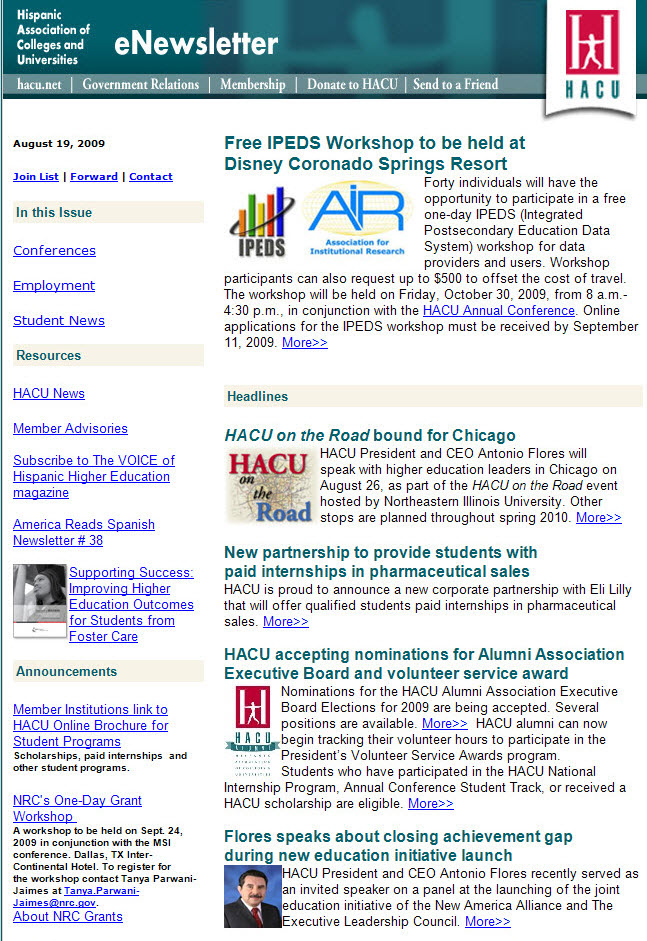 Hispanic
Association of
Colleges and
Universities
eNewsletter
HACU
hacu.net | Government Relations | Membership | Donate to HACU | Send to a Friend
August 19, 2009
Join List | Forward | Contact
In this Issue
Conferences
Employment
Student News
Resources
HACU News
Member Advisories
Subscribe to The VOICE of
Hispanic Higher Education
magazine
America Reads Spanish
Newsletter # 38
Supporting Success:
Improving Higher
Education Outcomes
for Students from
Foster Care
Announcements
Member Institutions link to
HACU Online Brochure for
Student Programs
Scholarships, paid internships and
other student programs.
NRC's One-Day Grant
Workshop
A workshop to be held on Sept. 24,
2009 in conjunction with the MSI
conference. Dallas, TX Inter-
Continental Hotel. To register for
the workshop contact Tanya Parwani-
Jaimes at Tanya.Parwani-
Jaimes@nrc.gov.
About NRC Grants
Free IPEDS Workshop to be held at
Disney Coronado Springs Resort
IPEDS
AIR
Association for
Institutional Research
Forty individuals will have the
opportunity to participate in a free
one-day IPEDS (Integrated
Postsecondary Education Data
System) workshop for data
providers and users. Workshop
participants can also request up to $500 to offset the cost of travel.
The workshop will be held on Friday, October 30, 2009, from 8 a.m.-
4:30 p.m., in conjunction with the HACU Annual Conference. Online
applications for the IPEDS workshop must be received by September
11, 2009. More>>
Headlines
HACU on the Road bound for Chicago
HACU
on
the
Road
HACU President and CEO Antonio Flores will
speak with higher education leaders in Chicago on
August 26, as part of the HACU on the Road event
hosted by Northeastern Illinois University. Other
stops are planned throughout spring 2010. More>>
New partnership to provide students with
paid internships in pharmaceutical sales
HACU is proud to announce a new corporate partnership with Eli Lilly
that will offer qualified students paid internships in pharmaceutical
sales. More>>
HACU accepting nominations for Alumni Association
Executive Board and volunteer service award
HACU
ALUMNI
Nominations for the HACU Alumni Association Executive
Board Elections for 2009 are being accepted. Several
positions are available. More>> HACU alumni can now
begin tracking their volunteer hours to participate in the
President's Volunteer Service Awards program.
Students who have participated in the HACU National
Internship Program, Annual Conference Student Track, or received a
HACU scholarship are eligible. More>>
Flores speaks about closing achievement gap
during new education initiative launch
HACU President and CEO Antonio Flores recently served as
an invited speaker on a panel at the launching of the joint
education initiative of the New America Alliance and The
Executive Leadership Council. More>>